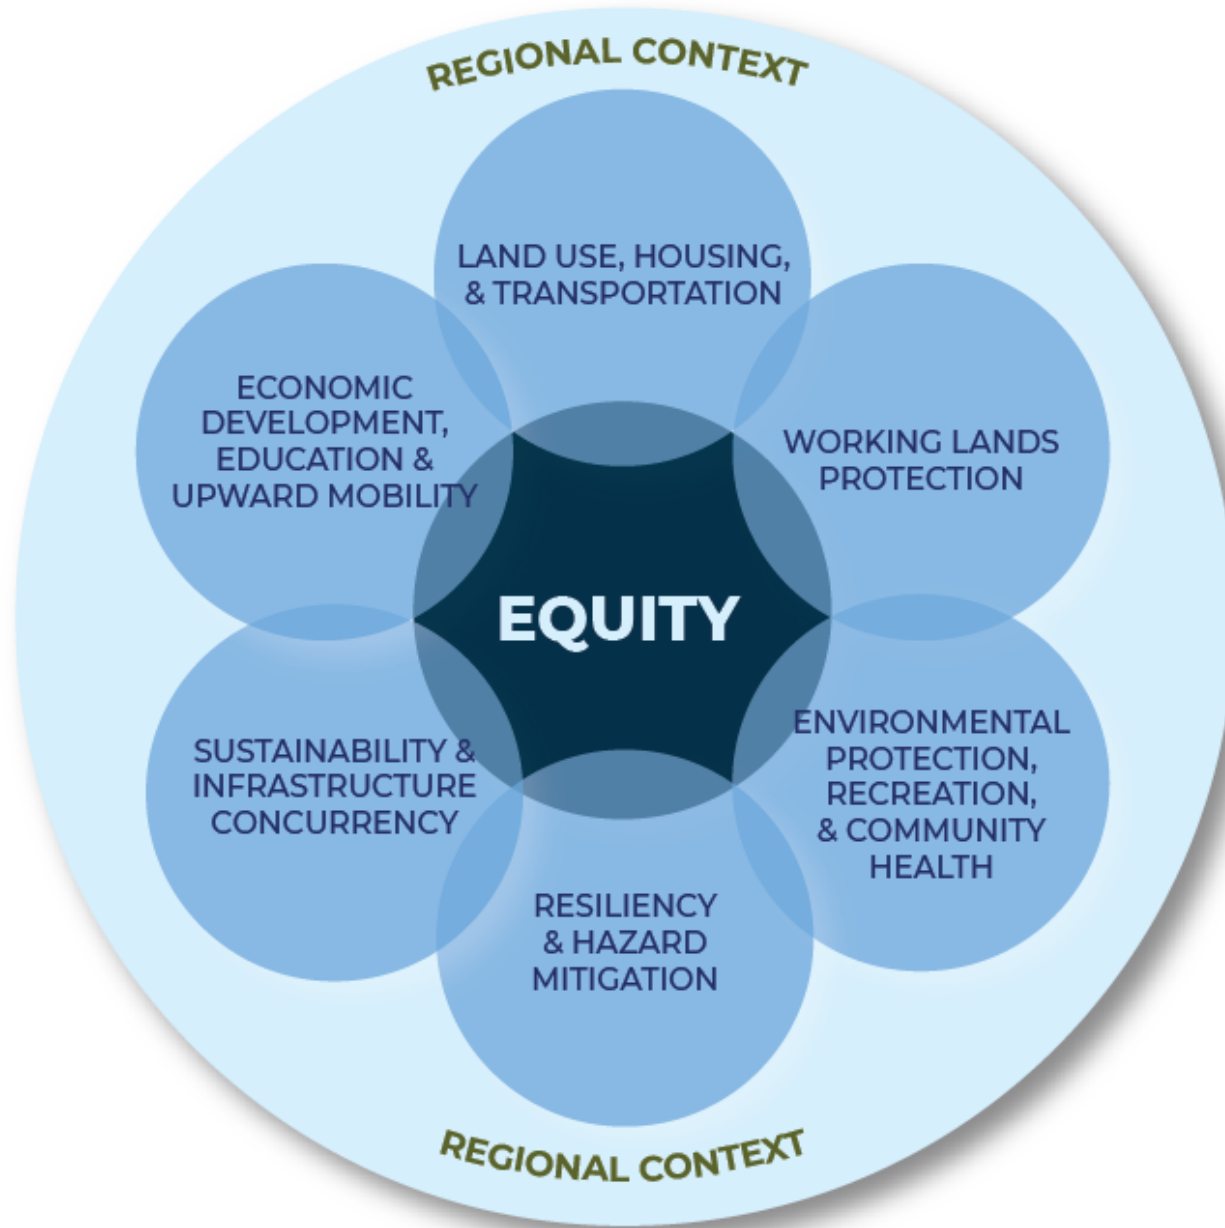 REGIONAL CONTEXT
LAND USE, HOUSING,
& TRANSPORTATION
ECONOMIC
DEVELOPMENT,
EDUCATION &
UPWARD MOBILITY
WORKING LANDS
PROTECTION
EQUITY
SUSTAINABILITY &
INFRASTRUCTURE
CONCURRENCY
ENVIRONMENTAL
PROTECTION,
RECREATION,
& COMMUNITY
HEALTH
RESILIENCY
& HAZARD
MITIGATION
REGIONAL CONTEXT